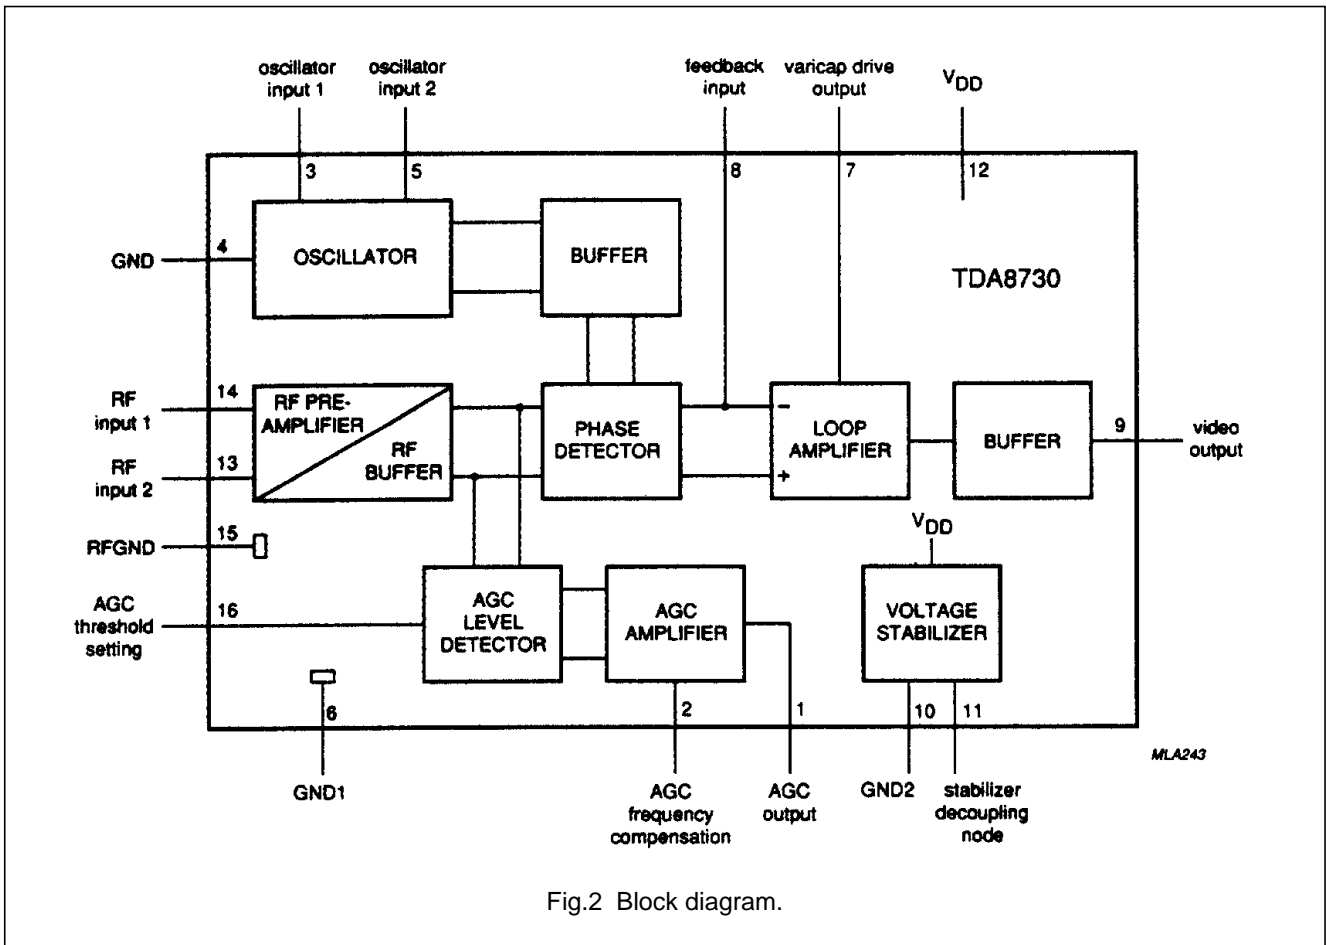 oscillator
input 1
oscillator
input 2
feedback
input
varicap drive
output
VDD
3
5
8
7
12
4
GND
OSCILLATOR
BUFFER
TDA8730
14
RF
input 1
RF PRE-
AMPLIFIER
RF
BUFFER
13
RF
input 2
PHASE
DETECTOR
–
+
LOOP
AMPLIFIER
BUFFER
9
video
output
15
RFGND
VDD
16
AGC
threshold
setting
AGC
LEVEL
DETECTOR
AGC
AMPLIFIER
VOLTAGE
STABILIZER
6
2
1
10
11
MLA243
GND1
AGC
frequency
compensation
AGC
output
GND2
stabilizer
decoupling
node
Fig.2 Block diagram.